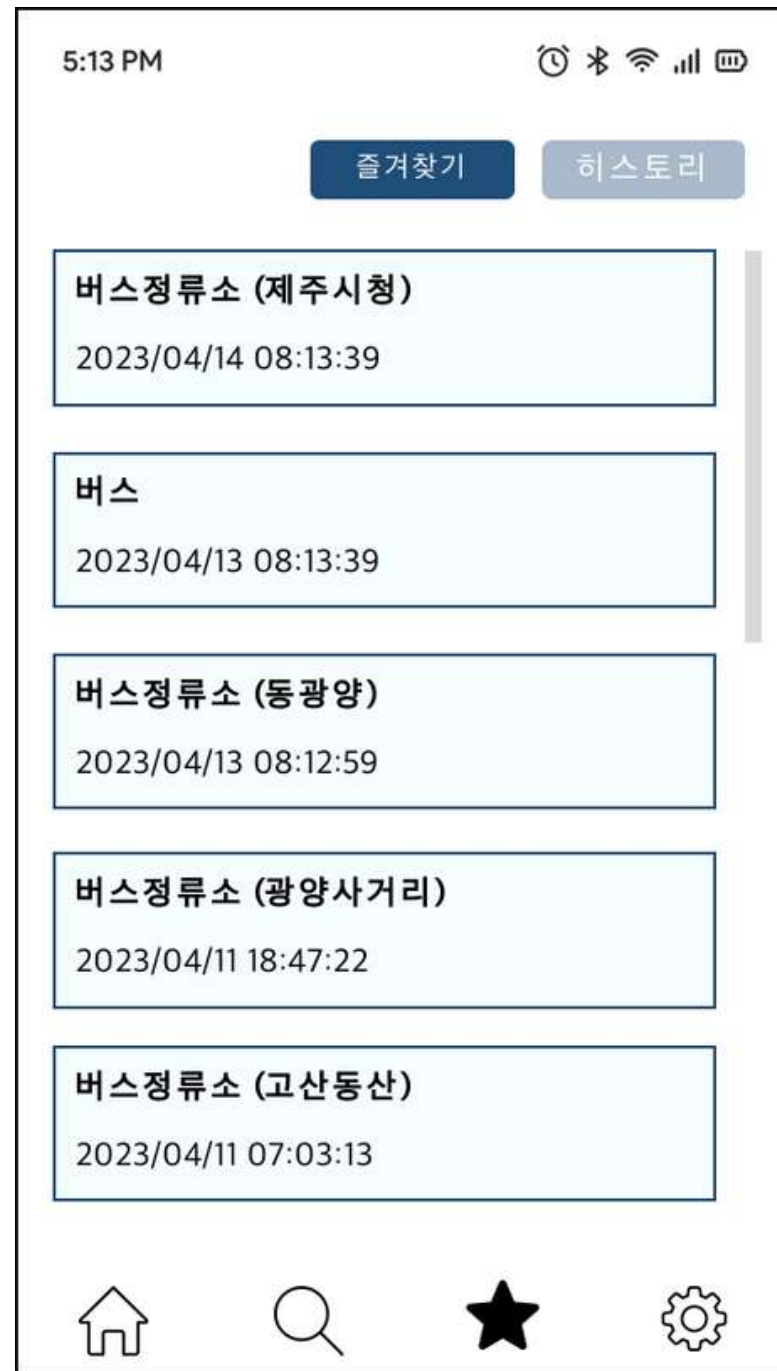 5:13 PM
즐겨찾기 히스토리
버스정류소 (제주시청)
2023/04/14 08:13:39
버스
2023/04/13 08:13:39
버스정류소 (동광양)
2023/04/13 08:12:59
버스정류소 (광양사거리)
2023/04/11 18:47:22
버스정류소 (고산동산)
2023/04/11 07:03:13